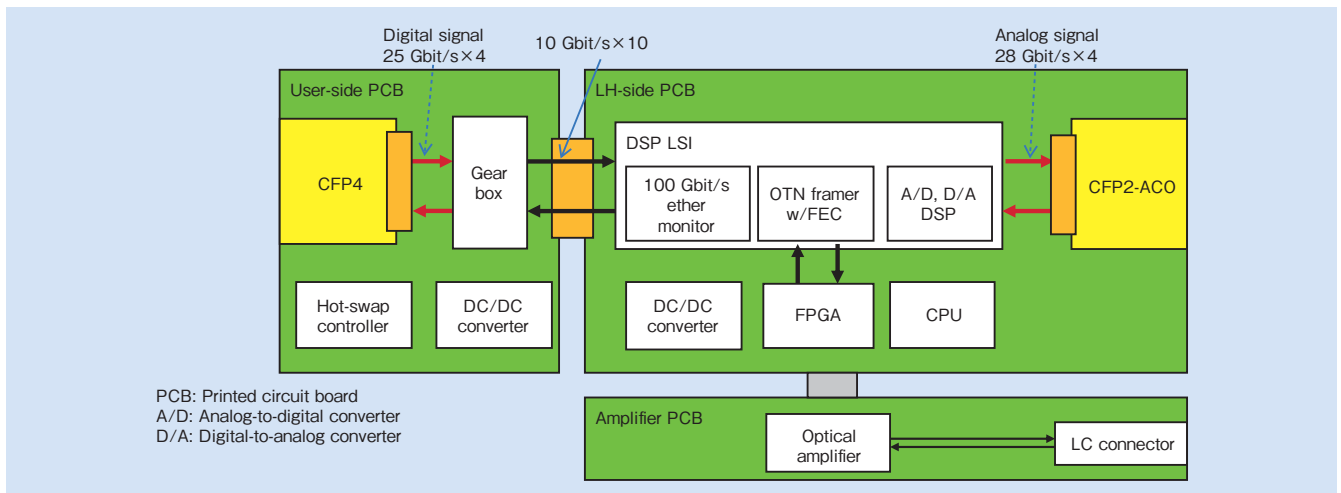 Digital signal
25 Gbit/s×4
10 Gbit/s×10
Analog signal
28 Gbit/s×4
User-side PCB
CFP4
Gear
box
Hot-swap
controller
DC/DC
converter
LH-side PCB
DSP LSI
100 Gbit/s
ether
monitor
OTN framer
w/FEC
A/D, D/A
DSP
CFP2-ACO
DC/DC
converter
FPGA
CPU
PCB: Printed circuit board
A/D: Analog-to-digital converter
D/A: Digital-to-analog converter
Amplifier PCB
Optical
amplifier
LC connector